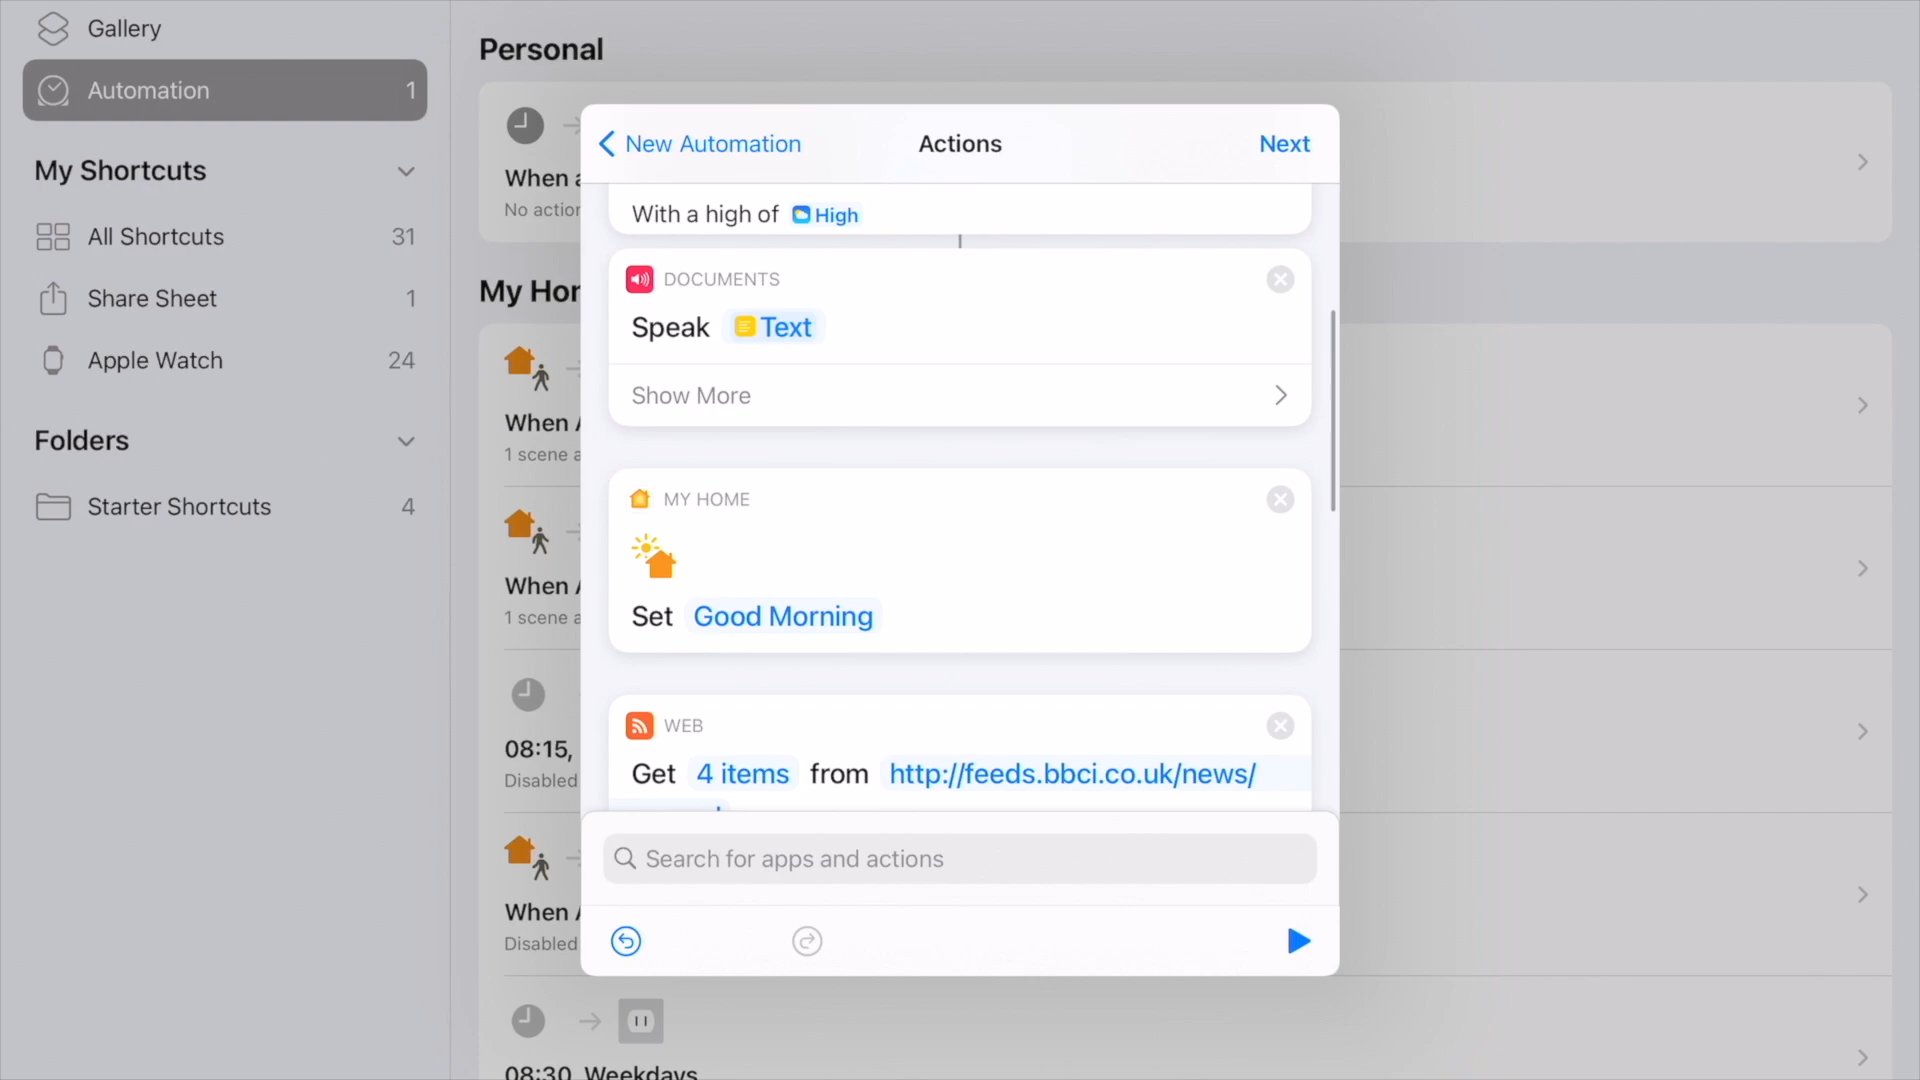 Gallery
Automation 1
My Shortcuts
All Shortcuts 31
Share Sheet 1
Apple Watch 24
Folders
Starter Shortcuts 4
Personal
When a
No action
My Hom
When A
1 scene a
When A
1 scene a
08:15,
Disabled
When A
Disabled
08:30, Weekdays
New Automation
Actions
Next
With a high of High
DOCUMENTS
Speak Text
Show More
MY HOME
Set Good Morning
WEB
Get 4 items from http://feeds.bbci.co.uk/news/
Search for apps and actions